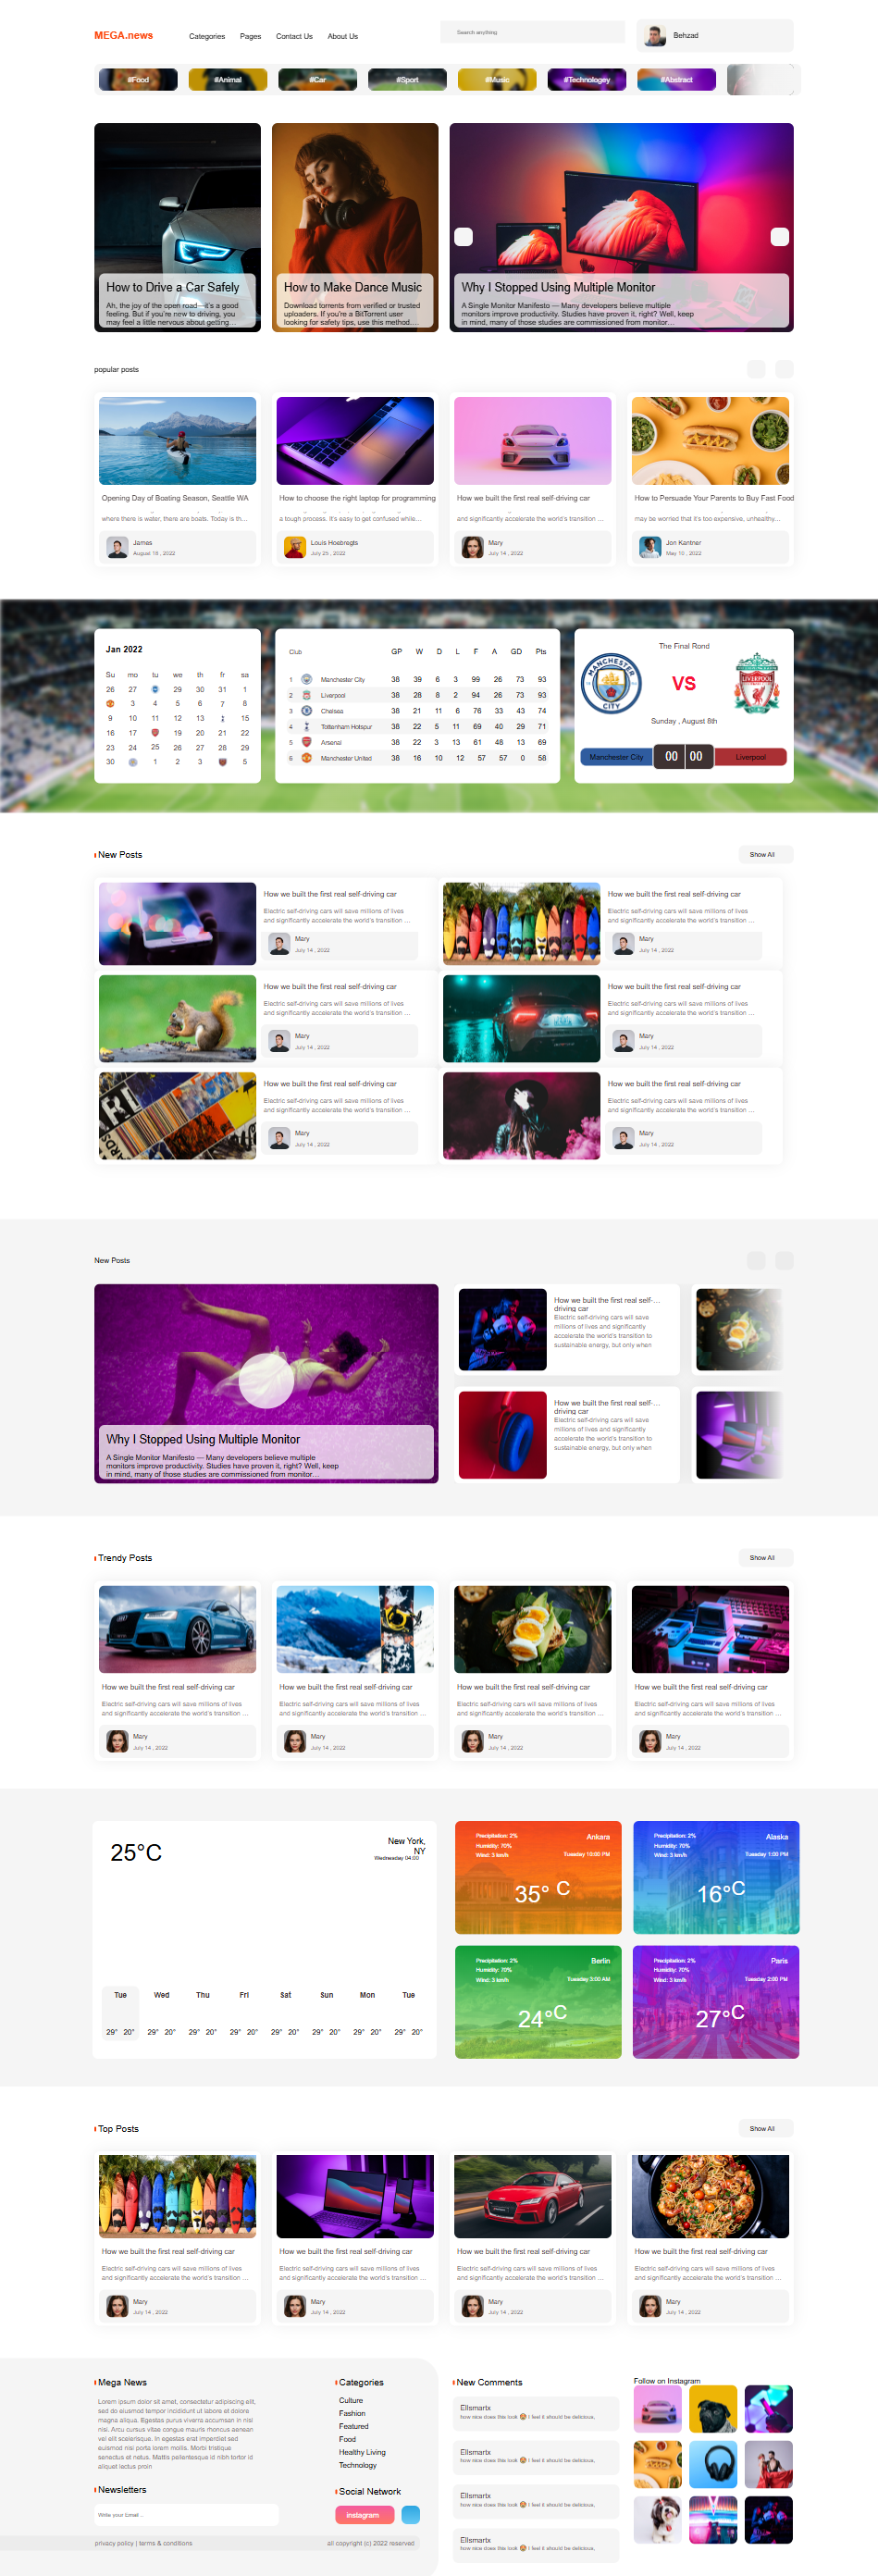 MEGA.news
Categories Pages Contact Us About Us
Search anything
Behzad
#Food #Animal #Car #Sport #Music #Technology #Abstract
How to Drive a Car Safely
Ah, the joy of the open road—it's a good
feeling. But if you're new to driving, you
may feel a little nervous about getting...
How to Make Dance Music
Download torrents from verified or trusted
uploaders. If you're a BitTorrent user
looking for safety tips, use this method...
Why I Stopped Using Multiple Monitor
A Single Monitor Manifesto — Many developers believe multiple
monitors improve productivity. Studies have proven it, right? Well, keep
in mind, many of those studies are commissioned from monitor...
popular posts
Opening Day of Boating Season, Seattle WA
where there is water, there are boats. Today is th...
James
August 18 , 2022
How to choose the right laptop for programming
a tough process. It's easy to get confused while...
Louis Hoebregts
July 25 , 2022
How we built the first real self-driving car
and significantly accelerate the world's transition ...
Mary
July 14 , 2022
How to Persuade Your Parents to Buy Fast Food
may be worried that it's too expensive, unhealthy...
Jon Kantner
May 10 , 2022
Jan 2022
Su mo tu we th fr sa
26 27 29 30 31 1
3 4 5 6 7 8
9 10 11 12 13 15
16 17 19 20 21 22
23 24 25 26 27 28 29
30 1 2 3 5
Club GP W D L F A GD Pts
1 Manchester City 38 39 6 3 99 26 73 93
2 Liverpool 38 28 8 2 94 26 73 93
3 Chelsea 38 21 11 6 76 33 43 74
4 Tottenham Hotspur 38 22 5 11 69 40 29 71
5 Arsenal 38 22 3 13 61 48 13 69
6 Manchester United 38 16 10 12 57 57 0 58
The Final Rond
MANCHESTER CITY
VS
LIVERPOOL
Sunday , August 8th
Manchester City 00 00 Liverpool
New Posts
Show All
How we built the first real self-driving car
Electric self-driving cars will save millions of lives
and significantly accelerate the world's transition ...
Mary
July 14 , 2022
How we built the first real self-driving car
Electric self-driving cars will save millions of lives
and significantly accelerate the world's transition ...
Mary
July 14 , 2022
How we built the first real self-driving car
Electric self-driving cars will save millions of lives
and significantly accelerate the world's transition ...
Mary
July 14 , 2022
How we built the first real self-driving car
Electric self-driving cars will save millions of lives
and significantly accelerate the world's transition ...
Mary
July 14 , 2022
How we built the first real self-driving car
Electric self-driving cars will save millions of lives
and significantly accelerate the world's transition ...
Mary
July 14 , 2022
How we built the first real self-driving car
Electric self-driving cars will save millions of lives
and significantly accelerate the world's transition ...
Mary
July 14 , 2022
New Posts
Why I Stopped Using Multiple Monitor
A Single Monitor Manifesto — Many developers believe multiple
monitors improve productivity. Studies have proven it, right? Well, keep
in mind, many of those studies are commissioned from monitor...
How we built the first real self-...
driving car
Electric self-driving cars will save
millions of lives and significantly
accelerate the world's transition to
sustainable energy, but only when
How we built the first real self-...
driving car
Electric self-driving cars will save
millions of lives and significantly
accelerate the world's transition to
sustainable energy, but only when
Trendy Posts
Show All
How we built the first real self-driving car
Electric self-driving cars will save millions of lives
and significantly accelerate the world's transition ...
Mary
July 14 , 2022
How we built the first real self-driving car
Electric self-driving cars will save millions of lives
and significantly accelerate the world's transition ...
Mary
July 14 , 2022
How we built the first real self-driving car
Electric self-driving cars will save millions of lives
and significantly accelerate the world's transition ...
Mary
July 14 , 2022
How we built the first real self-driving car
Electric self-driving cars will save millions of lives
and significantly accelerate the world's transition ...
Mary
July 14 , 2022
25°C
New York,
NY
Wednesday 04:00
Tue Wed Thu Fri Sat Sun Mon Tue
29° 20° 29° 20° 29° 20° 29° 20° 29° 20° 29° 20° 29° 20° 29° 20°
Precipitation: 2%
Humidity: 70%
Wind: 3 km/h
Ankara
Tuesday 10:00 PM
35° C
Precipitation: 2%
Humidity: 70%
Wind: 3 km/h
Alaska
Tuesday 1:00 PM
16°C
Precipitation: 2%
Humidity: 70%
Wind: 3 km/h
Berlin
Tuesday 3:00 AM
24°C
Precipitation: 2%
Humidity: 70%
Wind: 3 km/h
Paris
Tuesday 2:00 PM
27°C
Top Posts
Show All
How we built the first real self-driving car
Electric self-driving cars will save millions of lives
and significantly accelerate the world's transition ...
Mary
July 14 , 2022
How we built the first real self-driving car
Electric self-driving cars will save millions of lives
and significantly accelerate the world's transition ...
Mary
July 14 , 2022
How we built the first real self-driving car
Electric self-driving cars will save millions of lives
and significantly accelerate the world's transition ...
Mary
July 14 , 2022
How we built the first real self-driving car
Electric self-driving cars will save millions of lives
and significantly accelerate the world's transition ...
Mary
July 14 , 2022
Mega News
Lorem ipsum dolor sit amet, consectetur adipiscing elit,
sed do eiusmod tempor incididunt ut labore et dolore
magna aliqua. Egestas purus viverra accumsan in nisl
nisi. Arcu cursus vitae congue mauris rhoncus aenean
vel elit scelerisque. In egestas erat imperdiet sed
euismod nisi porta lorem mollis. Morbi tristique
senectus et netus. Mattis pellentesque id nibh tortor id
aliquet lectus proin
Newsletters
Write your Email ..
Categories
Culture
Fashion
Featured
Food
Healthy Living
Technology
Social Network
instagram
privacy policy | terms & conditions
all copyright (c) 2022 reserved
New Comments
Ellsmartx
how nice does this look 😍 I feel it should be delicious,
Ellsmartx
how nice does this look 😍 I feel it should be delicious,
Ellsmartx
how nice does this look 😍 I feel it should be delicious,
Ellsmartx
how nice does this look 😍 I feel it should be delicious,
Follow on Instagram